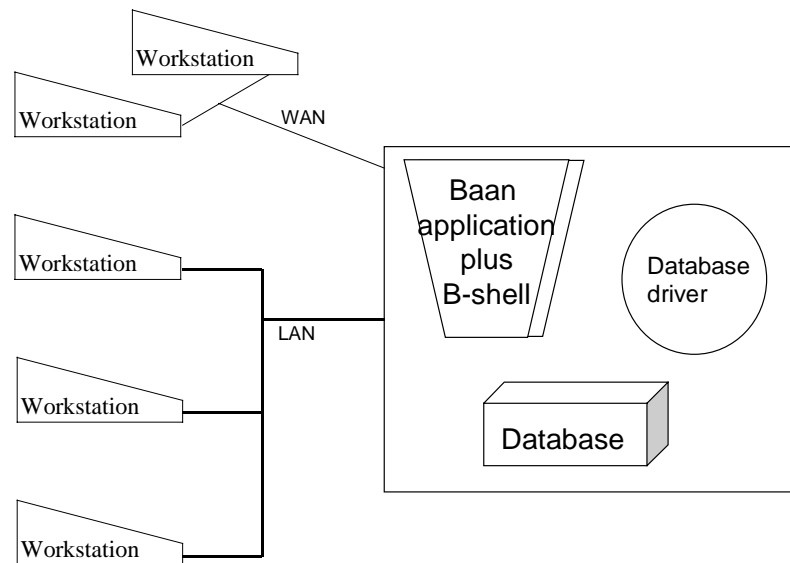 Workstation
Workstation
WAN
Baan
application
plus
B-shell
Database
driver
Workstation
LAN
Workstation
Database
Workstation